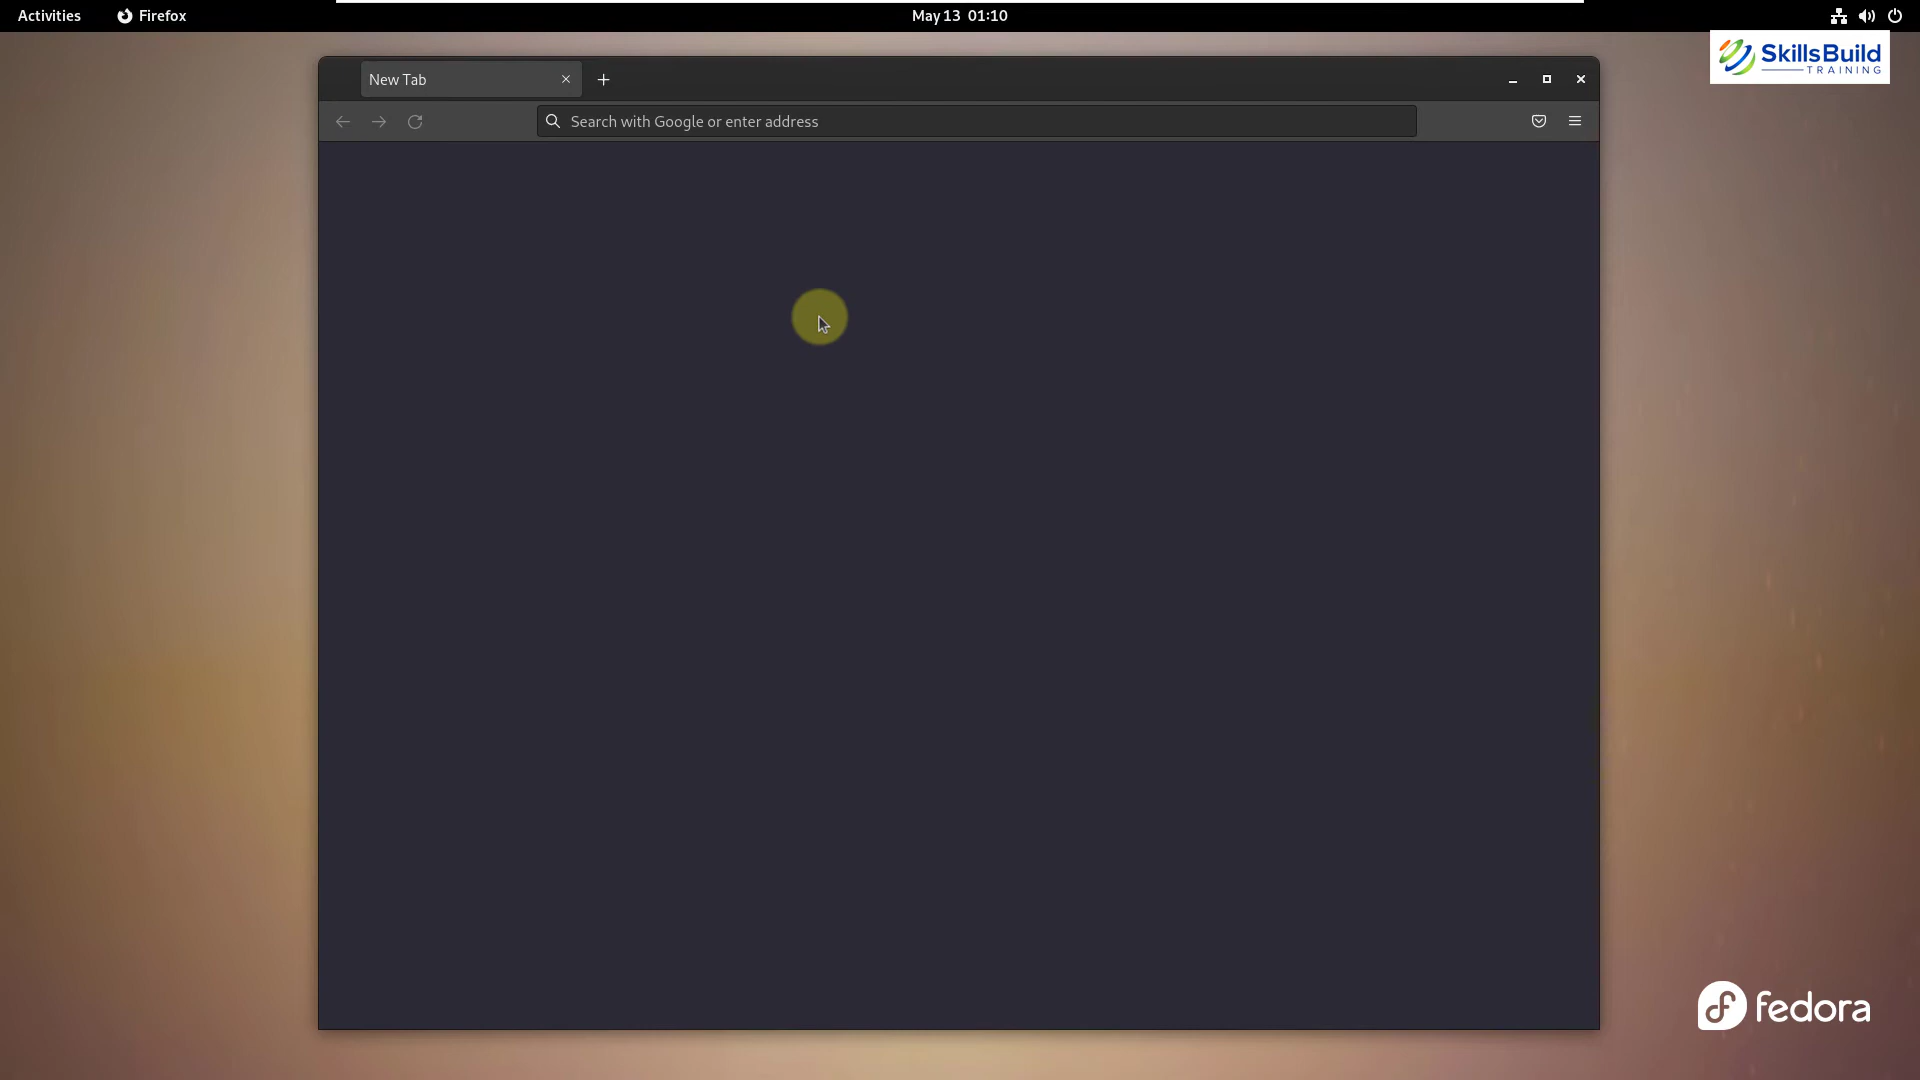 Activities
Firefox
May 13 01:10
SkillsBuild
TRAINING
New Tab
Search with Google or enter address
fedora